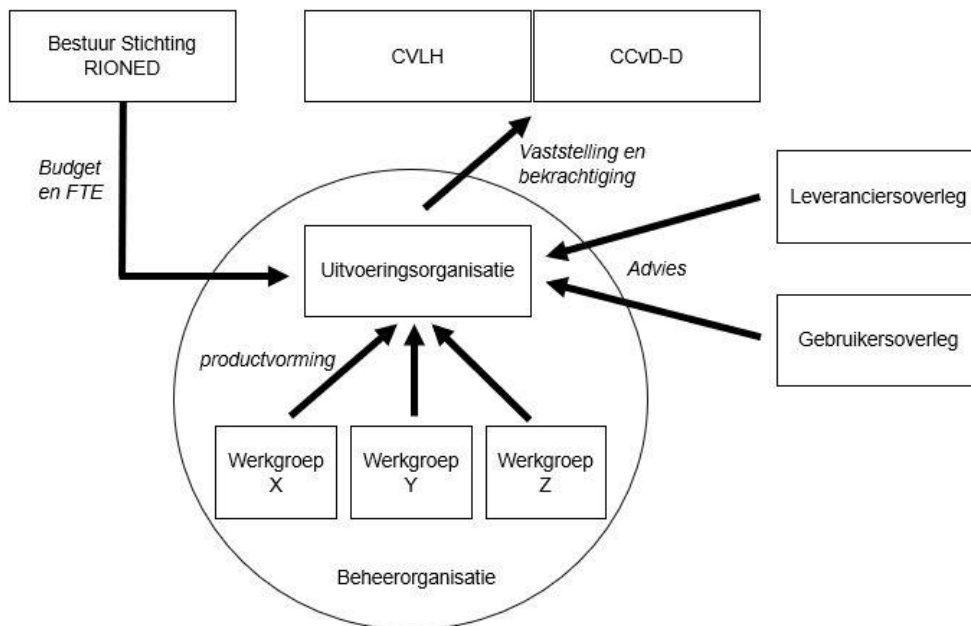 Bestuur Stichting
RIONED
CVLH
CCvD-D
Budget
en FTE
Vaststelling en
bekrachtiging
Leveranciersoverleg
Uitvoeringsorganisatie
Advies
Gebruikersoverleg
productvorming
Werkgroep
X
Werkgroep
Y
Werkgroep
Z
Beheerorganisatie